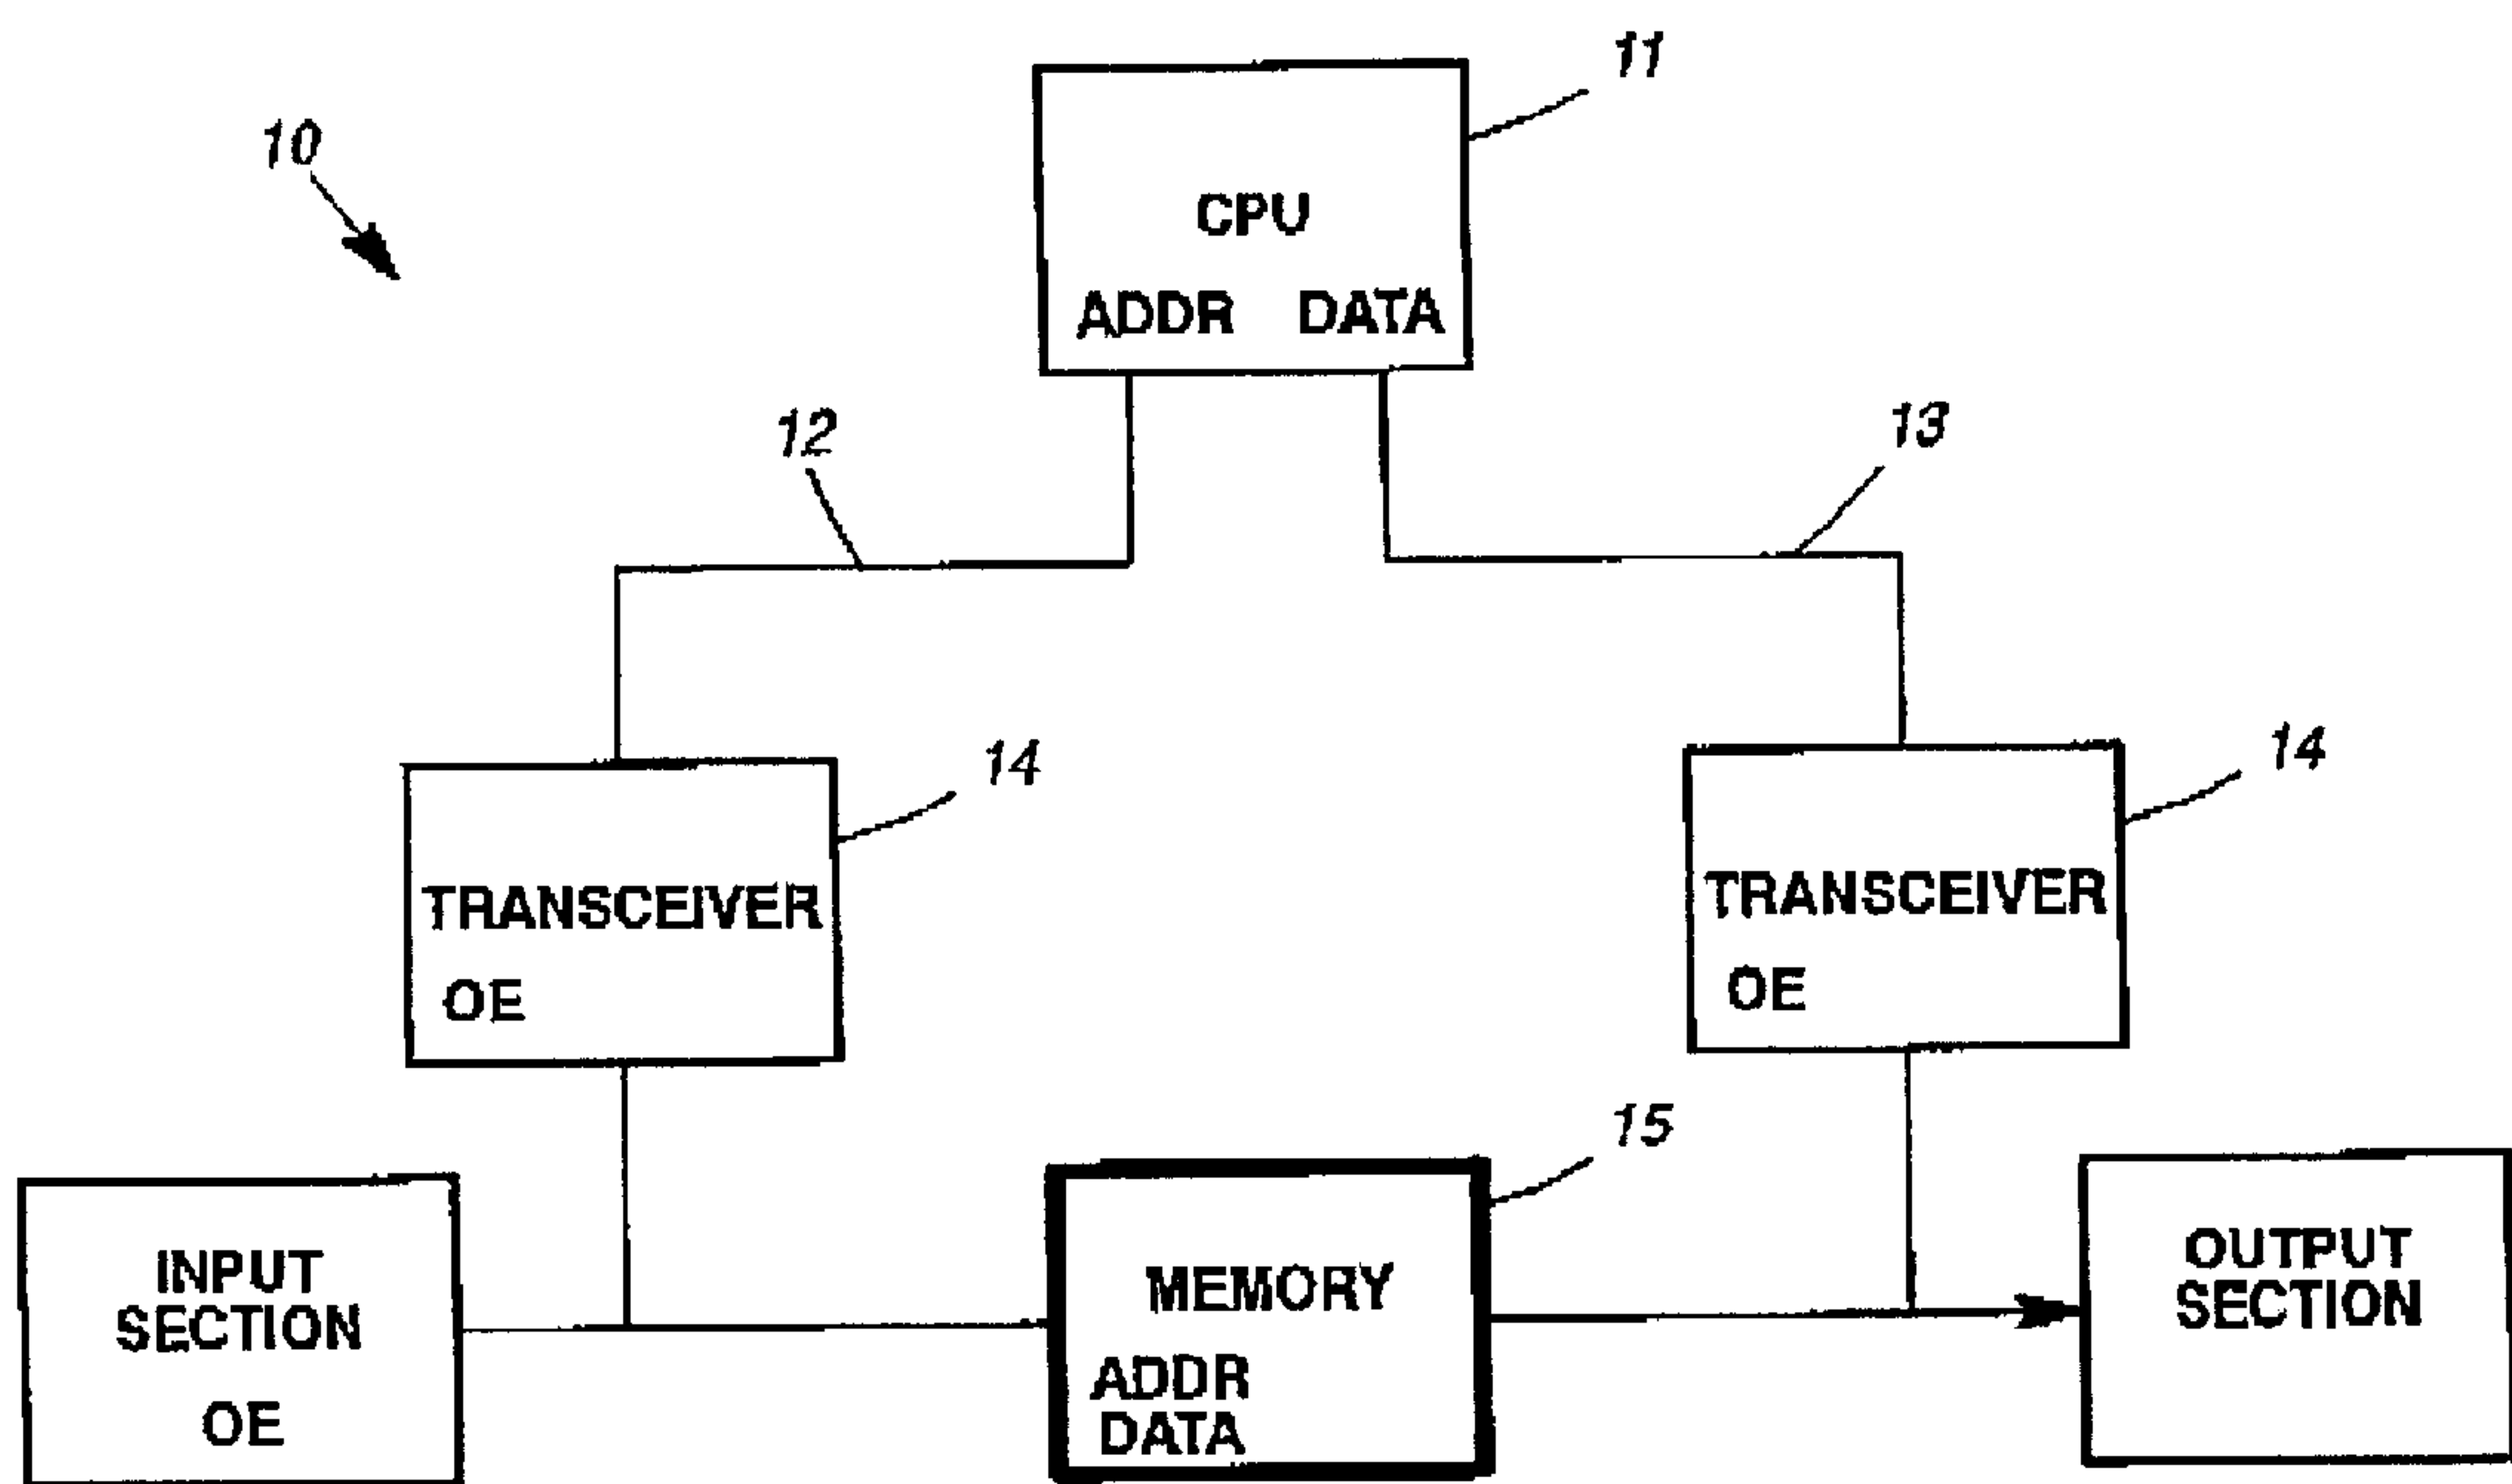 11
10
CPU
ADDR DATA
12
13
14
14
TRANSCEIVER
OE
TRANSCEIVER
OE
15
INPUT
SECTION
OE
MEMORY
ADDR
DATA
OUTPUT
SECTION